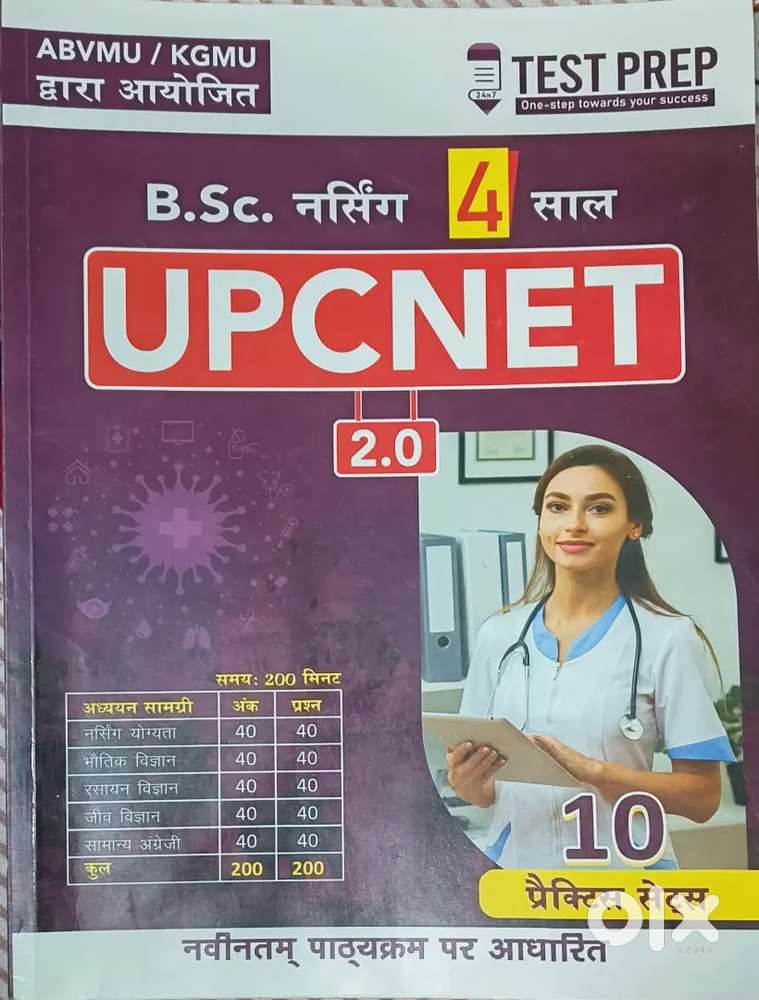 ABVMU / KGMU
द्वारा आयोजित
24x7
TEST PREP
One-step towards your success
B.Sc. नर्सिंग 4 साल
UPCNET
2.0
समय: 200 मिनट
अध्ययन सामग्री अंक प्रश्न
नर्सिंग योग्यता 40 40
भौतिक विज्ञान 40 40
रसायन विज्ञान 40 40
जीव विज्ञान 40 40
सामान्य अंग्रेजी 40 40
कुल 200 200
10
प्रैक्टिस सेट्स
olx
नवीनतम् पाठ्यक्रम पर आधारित